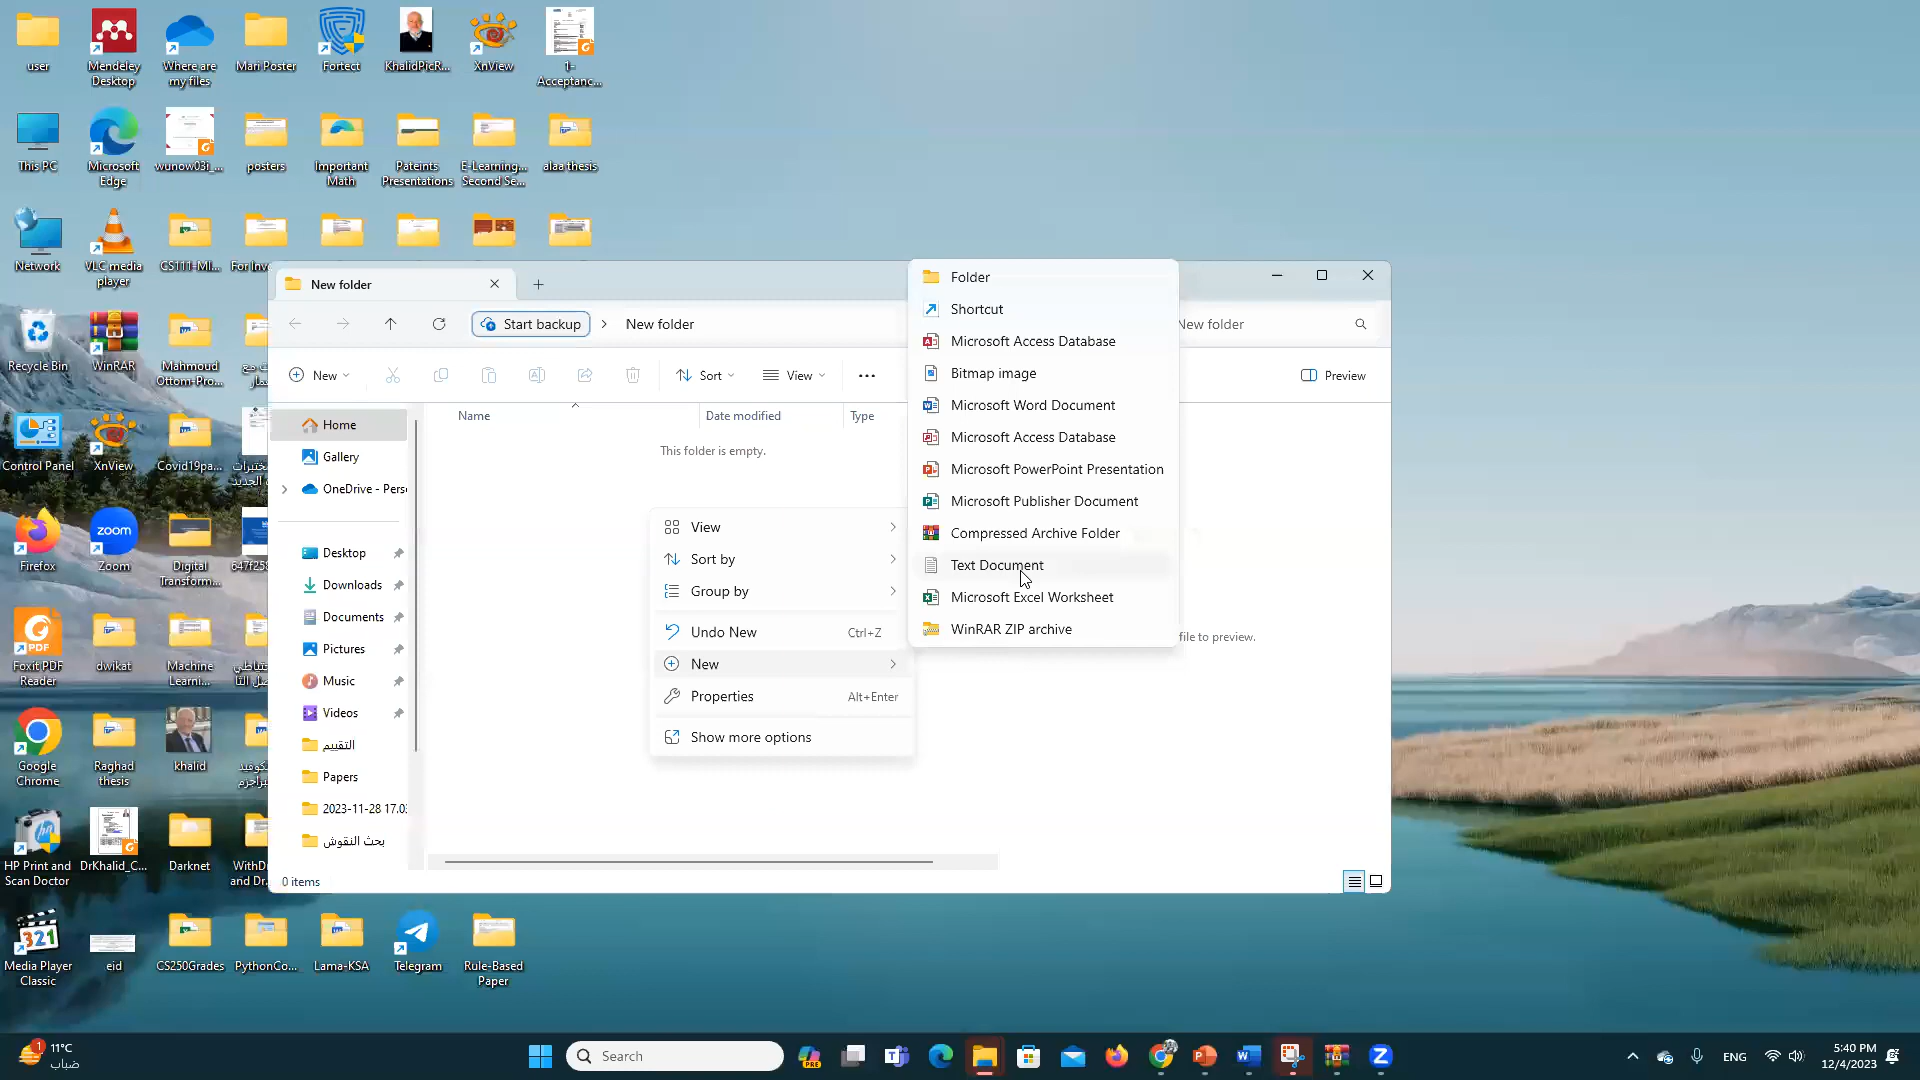 user
Mendeley
Desktop
Where are
my files
Mari Poster
Fortect
KhalidPicR...
XnView
1-
Acceptanc...
This PC
Microsoft
Edge
wunow03i_...
posters
Important
Math
Pateints
Presentations
E-Learning...
Second Se...
alaa thesis
Network
VLC media
player
CS111-MI...
Recycle Bin
WinRAR
Mahmoud
Ottom-Pro...
Control Panel
XnView
Covid19pa...
Firefox
Zoom
Digital
Transform...
Foxit PDF
Reader
dwikat
Machine
Learni...
Google
Chrome
Raghad
thesis
khalid
HP Print and
Scan Doctor
DrKhalid_C...
Darknet
Media Player
Classic
eid
CS250Grades
PythonCo...
Lama-KSA
Telegram
Rule-Based
Paper
New folder
Start backup
New folder
New folder
New
Sort
View
Preview
Home
Gallery
OneDrive - Pers
Desktop
Downloads
Documents
Pictures
Music
Videos
التقييم
Papers
2023-11-28 17.0
بحث النقوش
Name
Date modified
Type
This folder is empty.
file to preview.
0 items
View
Sort by
Group by
Undo New Ctrl+Z
New
Properties Alt+Enter
Show more options
Folder
Shortcut
Microsoft Access Database
Bitmap image
Microsoft Word Document
Microsoft Access Database
Microsoft PowerPoint Presentation
Microsoft Publisher Document
Compressed Archive Folder
Text Document
Microsoft Excel Worksheet
WinRAR ZIP archive
1
11°C
ضباب
Search
PRE
ENG
5:40 PM
12/4/2023